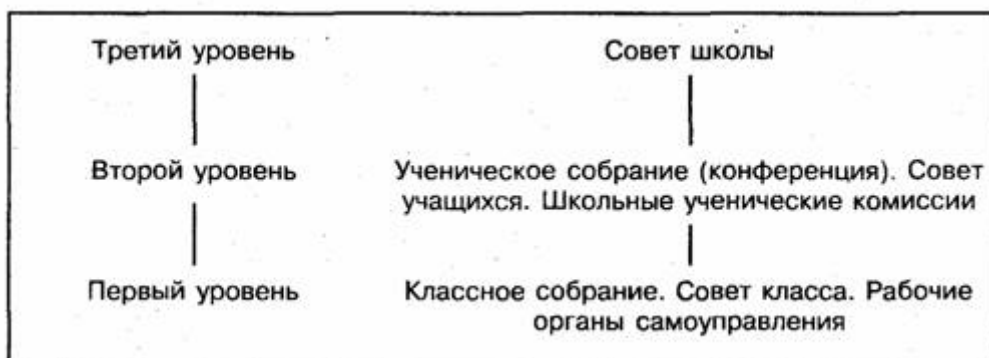 Третий уровень Совет школы
Второй уровень Ученическое собрание (конференция). Совет
учащихся. Школьные ученические комиссии
Первый уровень Классное собрание. Совет класса. Рабочие
органы самоуправления